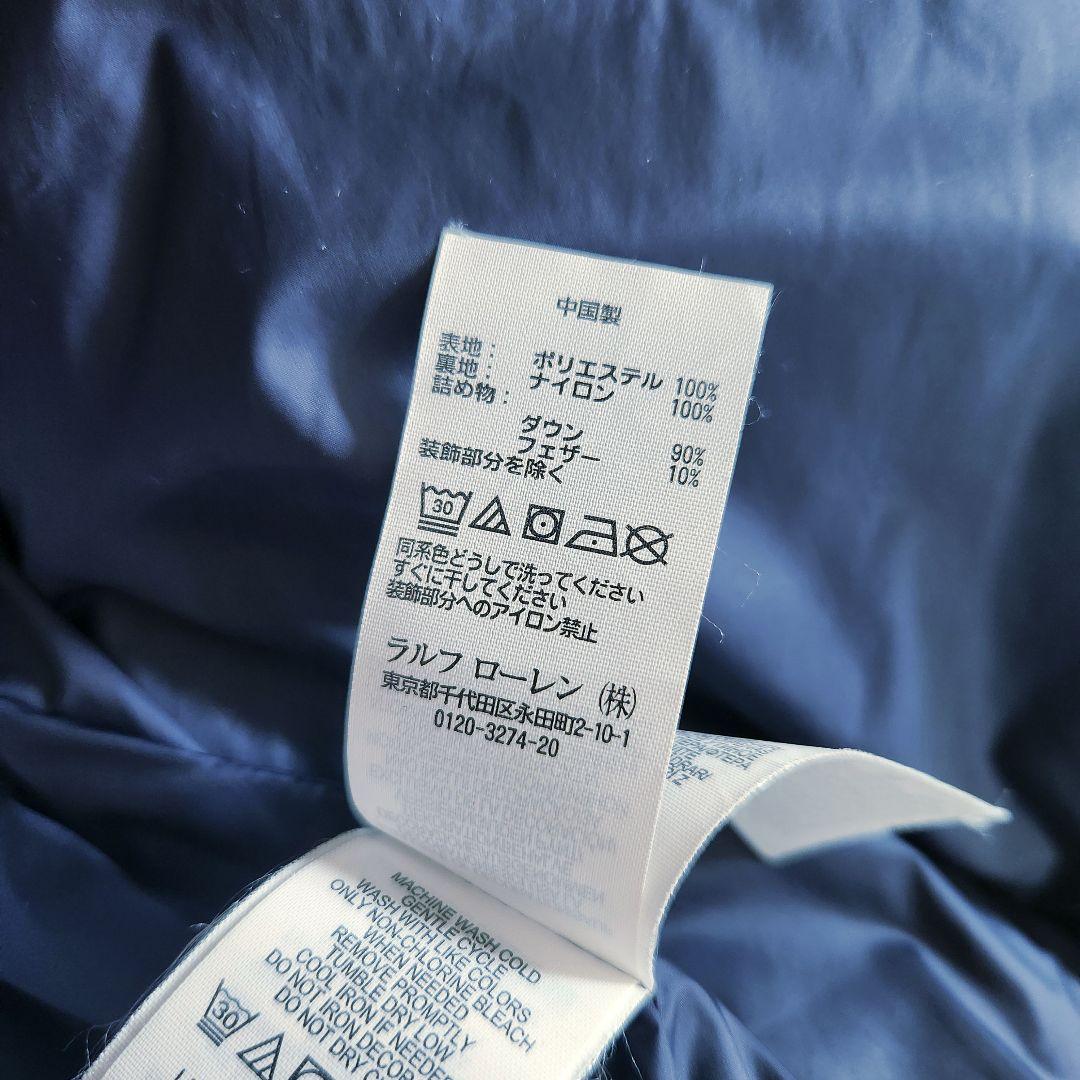 中国製
表地： ポリエステル 100%
裏地： ナイロン 100%
詰め物：
ダウン 90%
フェザー 10%
装飾部分を除く
30
同系色どうしで洗ってください
すぐに干してください
装飾部分へのアイロン禁止
ラルフ ローレン (株)
東京都千代田区永田町2-10-1
0120-3274-20
MACHINE WASH COLD
GENTLE CYCLE
WASH WITH LIKE COLORS
ONLY NON-CHLORINE BLEACH
WHEN NEEDED
REMOVE PROMPTLY
TUMBLE DRY LOW
COOL IRON IF NEEDED
DO NOT IRON DECOR
DO NOT DRY C
30